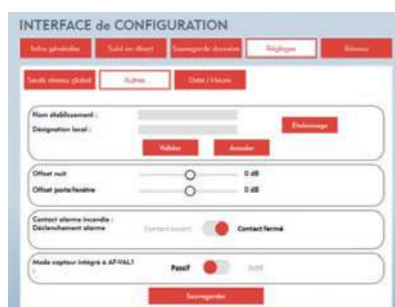 INTERFACE de CONFIGURATION
Infos générales Suivi en direct Sauvegarde données Réglages Réseau
Seuils niveau global Autres Date / Heure
Nom établissement :
Désignation local :
Etalonnage
Valider Annuler
Offset nuit 0 dB
Offset porte/fenêtre 0 dB
Contact alarme incendie :
Déclenchement alarme Contact ouvert Contact fermé
Mode capteur intégré à AF-VAL1
: Passif Actif
Sauvegarder